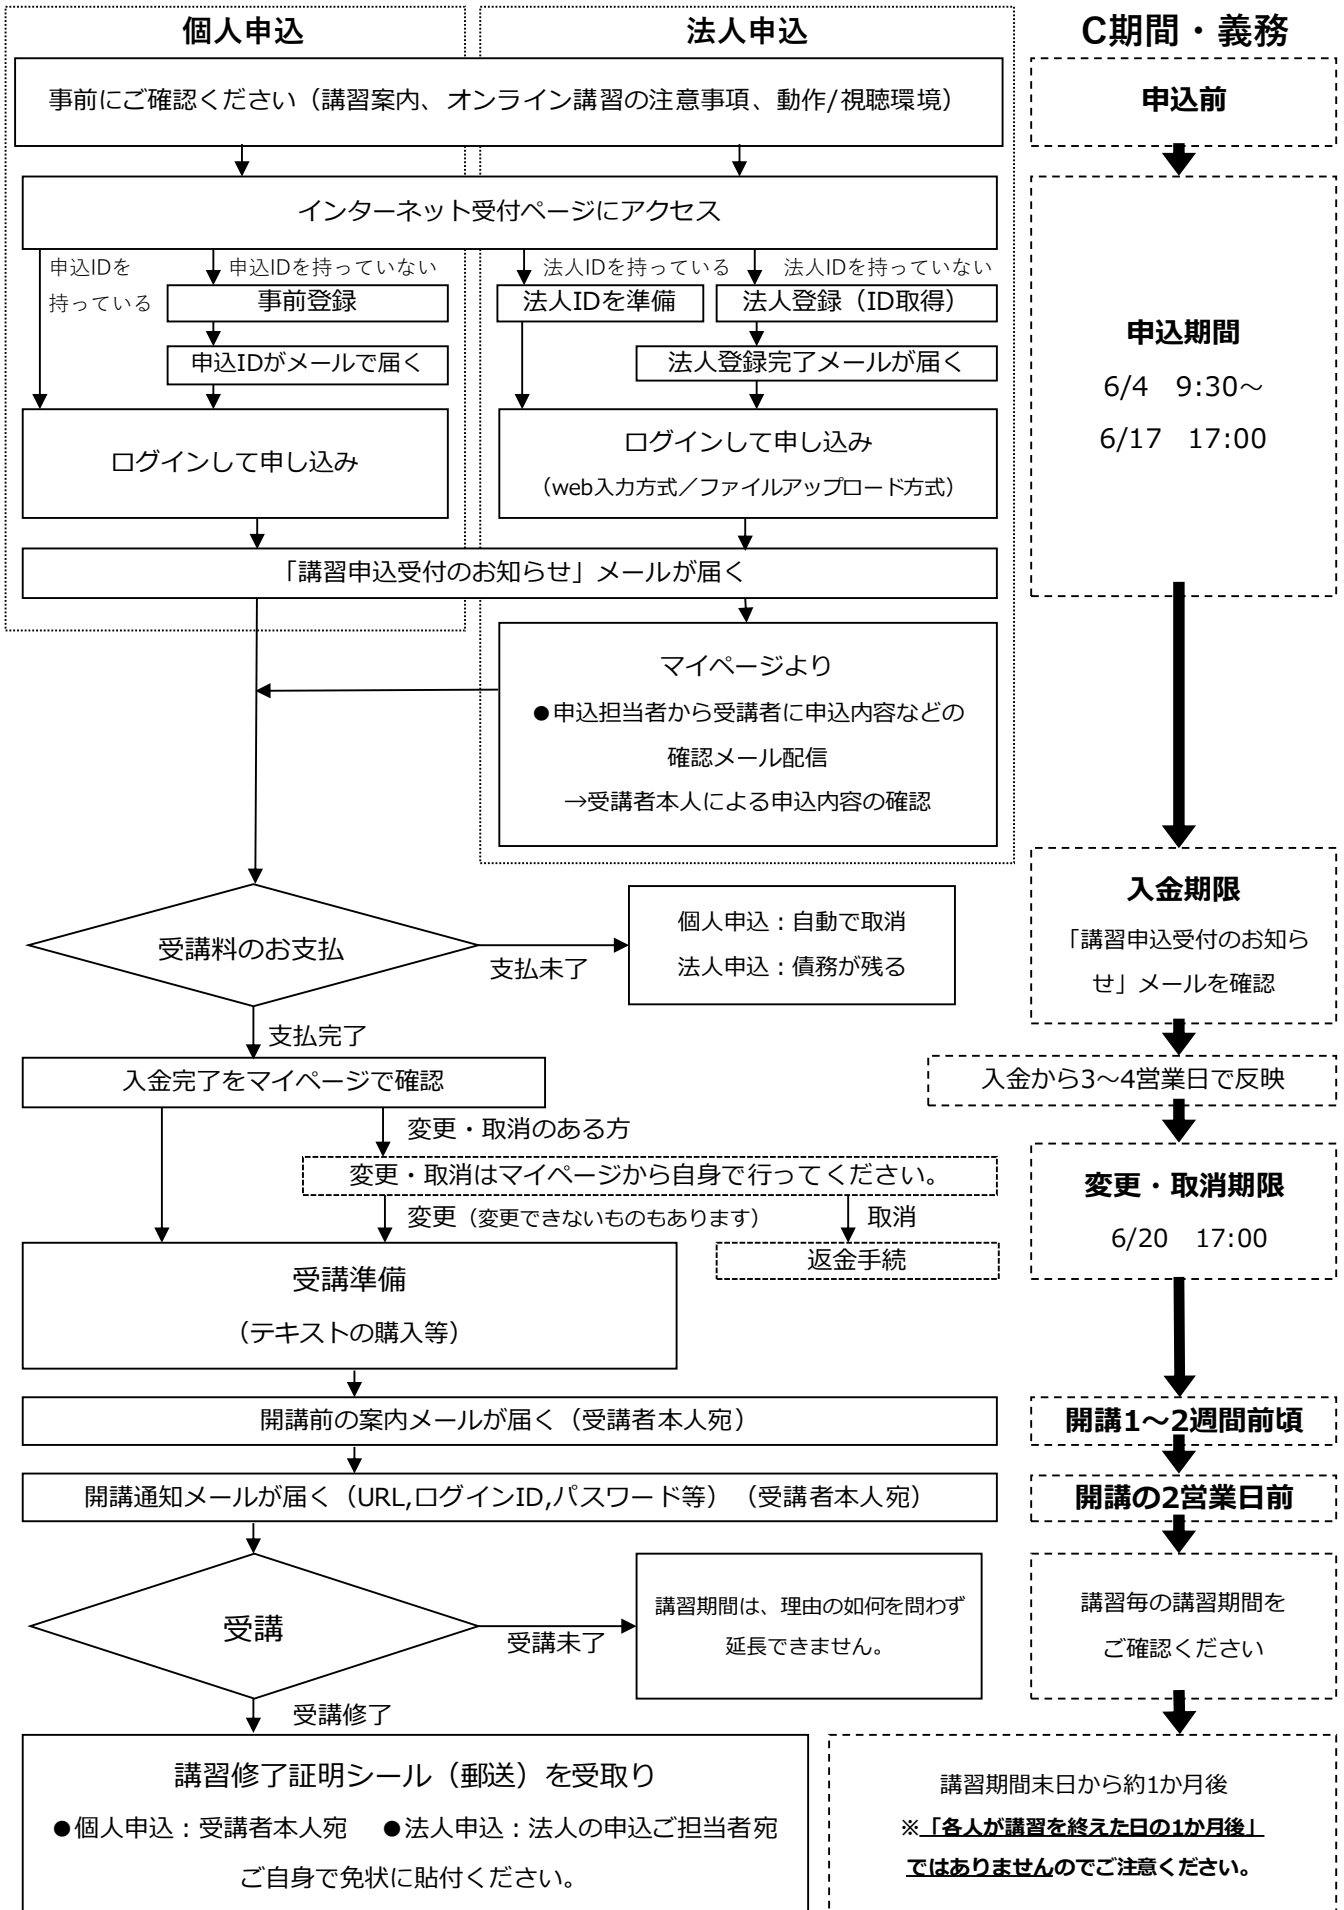 個人申込
法人申込
C期間・義務
事前にご確認ください（講習案内、オンライン講習の注意事項、動作/視聴環境）
申込前
インターネット受付ページにアクセス
申込IDを
持っている
申込IDを持っていない
法人IDを持っている
法人IDを持っていない
事前登録
法人IDを準備
法人登録（ID取得）
申込IDがメールで届く
法人登録完了メールが届く
申込期間
6/4　9:30～
6/17　17:00
ログインして申し込み
ログインして申し込み
（web入力方式／ファイルアップロード方式）
「講習申込受付のお知らせ」メールが届く
マイページより
●申込担当者から受講者に申込内容などの
確認メール配信
→受講者本人による申込内容の確認
受講料のお支払
支払未了
個人申込：自動で取消
法人申込：債務が残る
入金期限
「講習申込受付のお知ら
せ」メールを確認
支払完了
入金完了をマイページで確認
入金から3～4営業日で反映
変更・取消のある方
変更・取消はマイページから自身で行ってください。
変更・取消期限
6/20　17:00
変更（変更できないものもあります）
取消
返金手続
受講準備
（テキストの購入等）
開講前の案内メールが届く（受講者本人宛）
開講1～2週間前頃
開講通知メールが届く（URL,ログインID,パスワード等）（受講者本人宛）
開講の2営業日前
受講
受講未了
講習期間は、理由の如何を問わず
延長できません。
講習毎の講習期間を
ご確認ください
受講修了
講習修了証明シール（郵送）を受取り
●個人申込：受講者本人宛　●法人申込：法人の申込ご担当者宛
ご自身で免状に貼付ください。
講習期間末日から約1か月後
※「各人が講習を終えた日の1か月後」
ではありませんのでご注意ください。